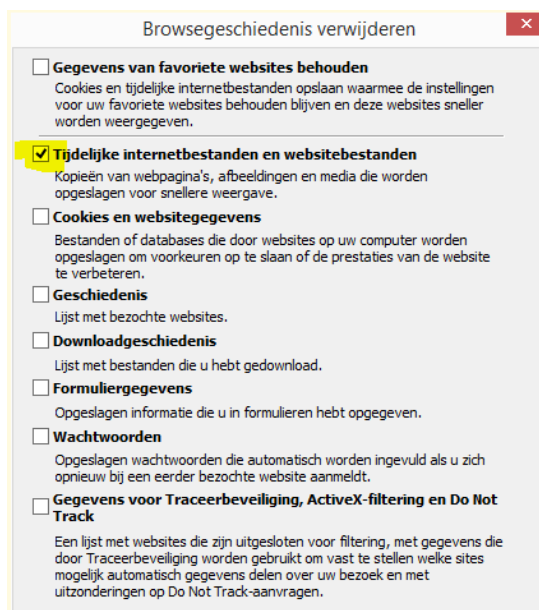 Browsegeschiedenis verwijderen
Gegevens van favoriete websites behouden
Cookies en tijdelijke internetbestanden opslaan waarmee de instellingen
voor uw favoriete websites behouden blijven en deze websites sneller
worden weergegeven.
Tijdelijke internetbestanden en websitebestanden
Kopieën van webpagina's, afbeeldingen en media die worden
opgeslagen voor snellere weergave.
Cookies en websitegegevens
Bestanden of databases die door websites op uw computer worden
opgeslagen om voorkeuren op te slaan of de prestaties van de website
te verbeteren.
Geschiedenis
Lijst met bezochte websites.
Downloadgeschiedenis
Lijst met bestanden die u hebt gedownload.
Formuliergegevens
Opgeslagen informatie die u in formulieren hebt opgegeven.
Wachtwoorden
Opgeslagen wachtwoorden die automatisch worden ingevuld als u zich
opnieuw bij een eerder bezochte website aanmeldt.
Gegevens voor Traceerbeveiliging, ActiveX-filtering en Do Not
Track
Een lijst met websites die zijn uitgesloten voor filtering, met gegevens die
door Traceerbeveiliging worden gebruikt om vast te stellen welke sites
mogelijk automatisch gegevens delen over uw bezoek en met
uitzonderingen op Do Not Track-aanvragen.